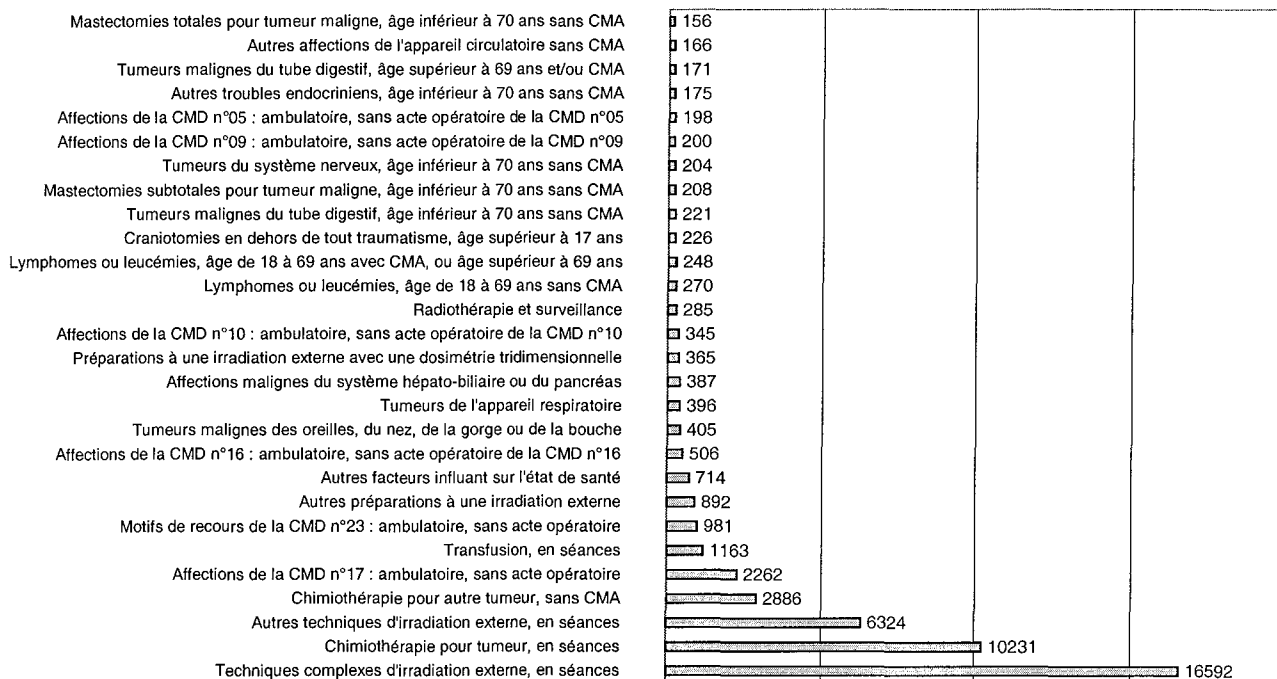 Mastectomies totales pour tumeur maligne, âge inférieur à 70 ans sans CMA 156
Autres affections de l'appareil circulatoire sans CMA 166
Tumeurs malignes du tube digestif, âge supérieur à 69 ans et/ou CMA 171
Autres troubles endocriniens, âge inférieur à 70 ans sans CMA 175
Affections de la CMD n°05 : ambulatoire, sans acte opératoire de la CMD n°05 198
Affections de la CMD n°09 : ambulatoire, sans acte opératoire de la CMD n°09 200
Tumeurs du système nerveux, âge inférieur à 70 ans sans CMA 204
Mastectomies subtotales pour tumeur maligne, âge inférieur à 70 ans sans CMA 208
Tumeurs malignes du tube digestif, âge inférieur à 70 ans sans CMA 221
Craniotomies en dehors de tout traumatisme, âge supérieur à 17 ans 226
Lymphomes ou leucémies, âge de 18 à 69 ans avec CMA, ou âge supérieur à 69 ans 248
Lymphomes ou leucémies, âge de 18 à 69 ans sans CMA 270
Radiothérapie et surveillance 285
Affections de la CMD n°10 : ambulatoire, sans acte opératoire de la CMD n°10 345
Préparations à une irradiation externe avec une dosimétrie tridimensionnelle 365
Affections malignes du système hépato-biliaire ou du pancréas 387
Tumeurs de l'appareil respiratoire 396
Tumeurs malignes des oreilles, du nez, de la gorge ou de la bouche 405
Affections de la CMD n°16 : ambulatoire, sans acte opératoire de la CMD n°16 506
Autres facteurs influant sur l'état de santé 714
Autres préparations à une irradiation externe 892
Motifs de recours de la CMD n°23 : ambulatoire, sans acte opératoire 981
Transfusion, en séances 1163
Affections de la CMD n°17 : ambulatoire, sans acte opératoire 2262
Chimiothérapie pour autre tumeur, sans CMA 2886
Autres techniques d'irradiation externe, en séances 6324
Chimiothérapie pour tumeur, en séances 10231
Techniques complexes d'irradiation externe, en séances 16592